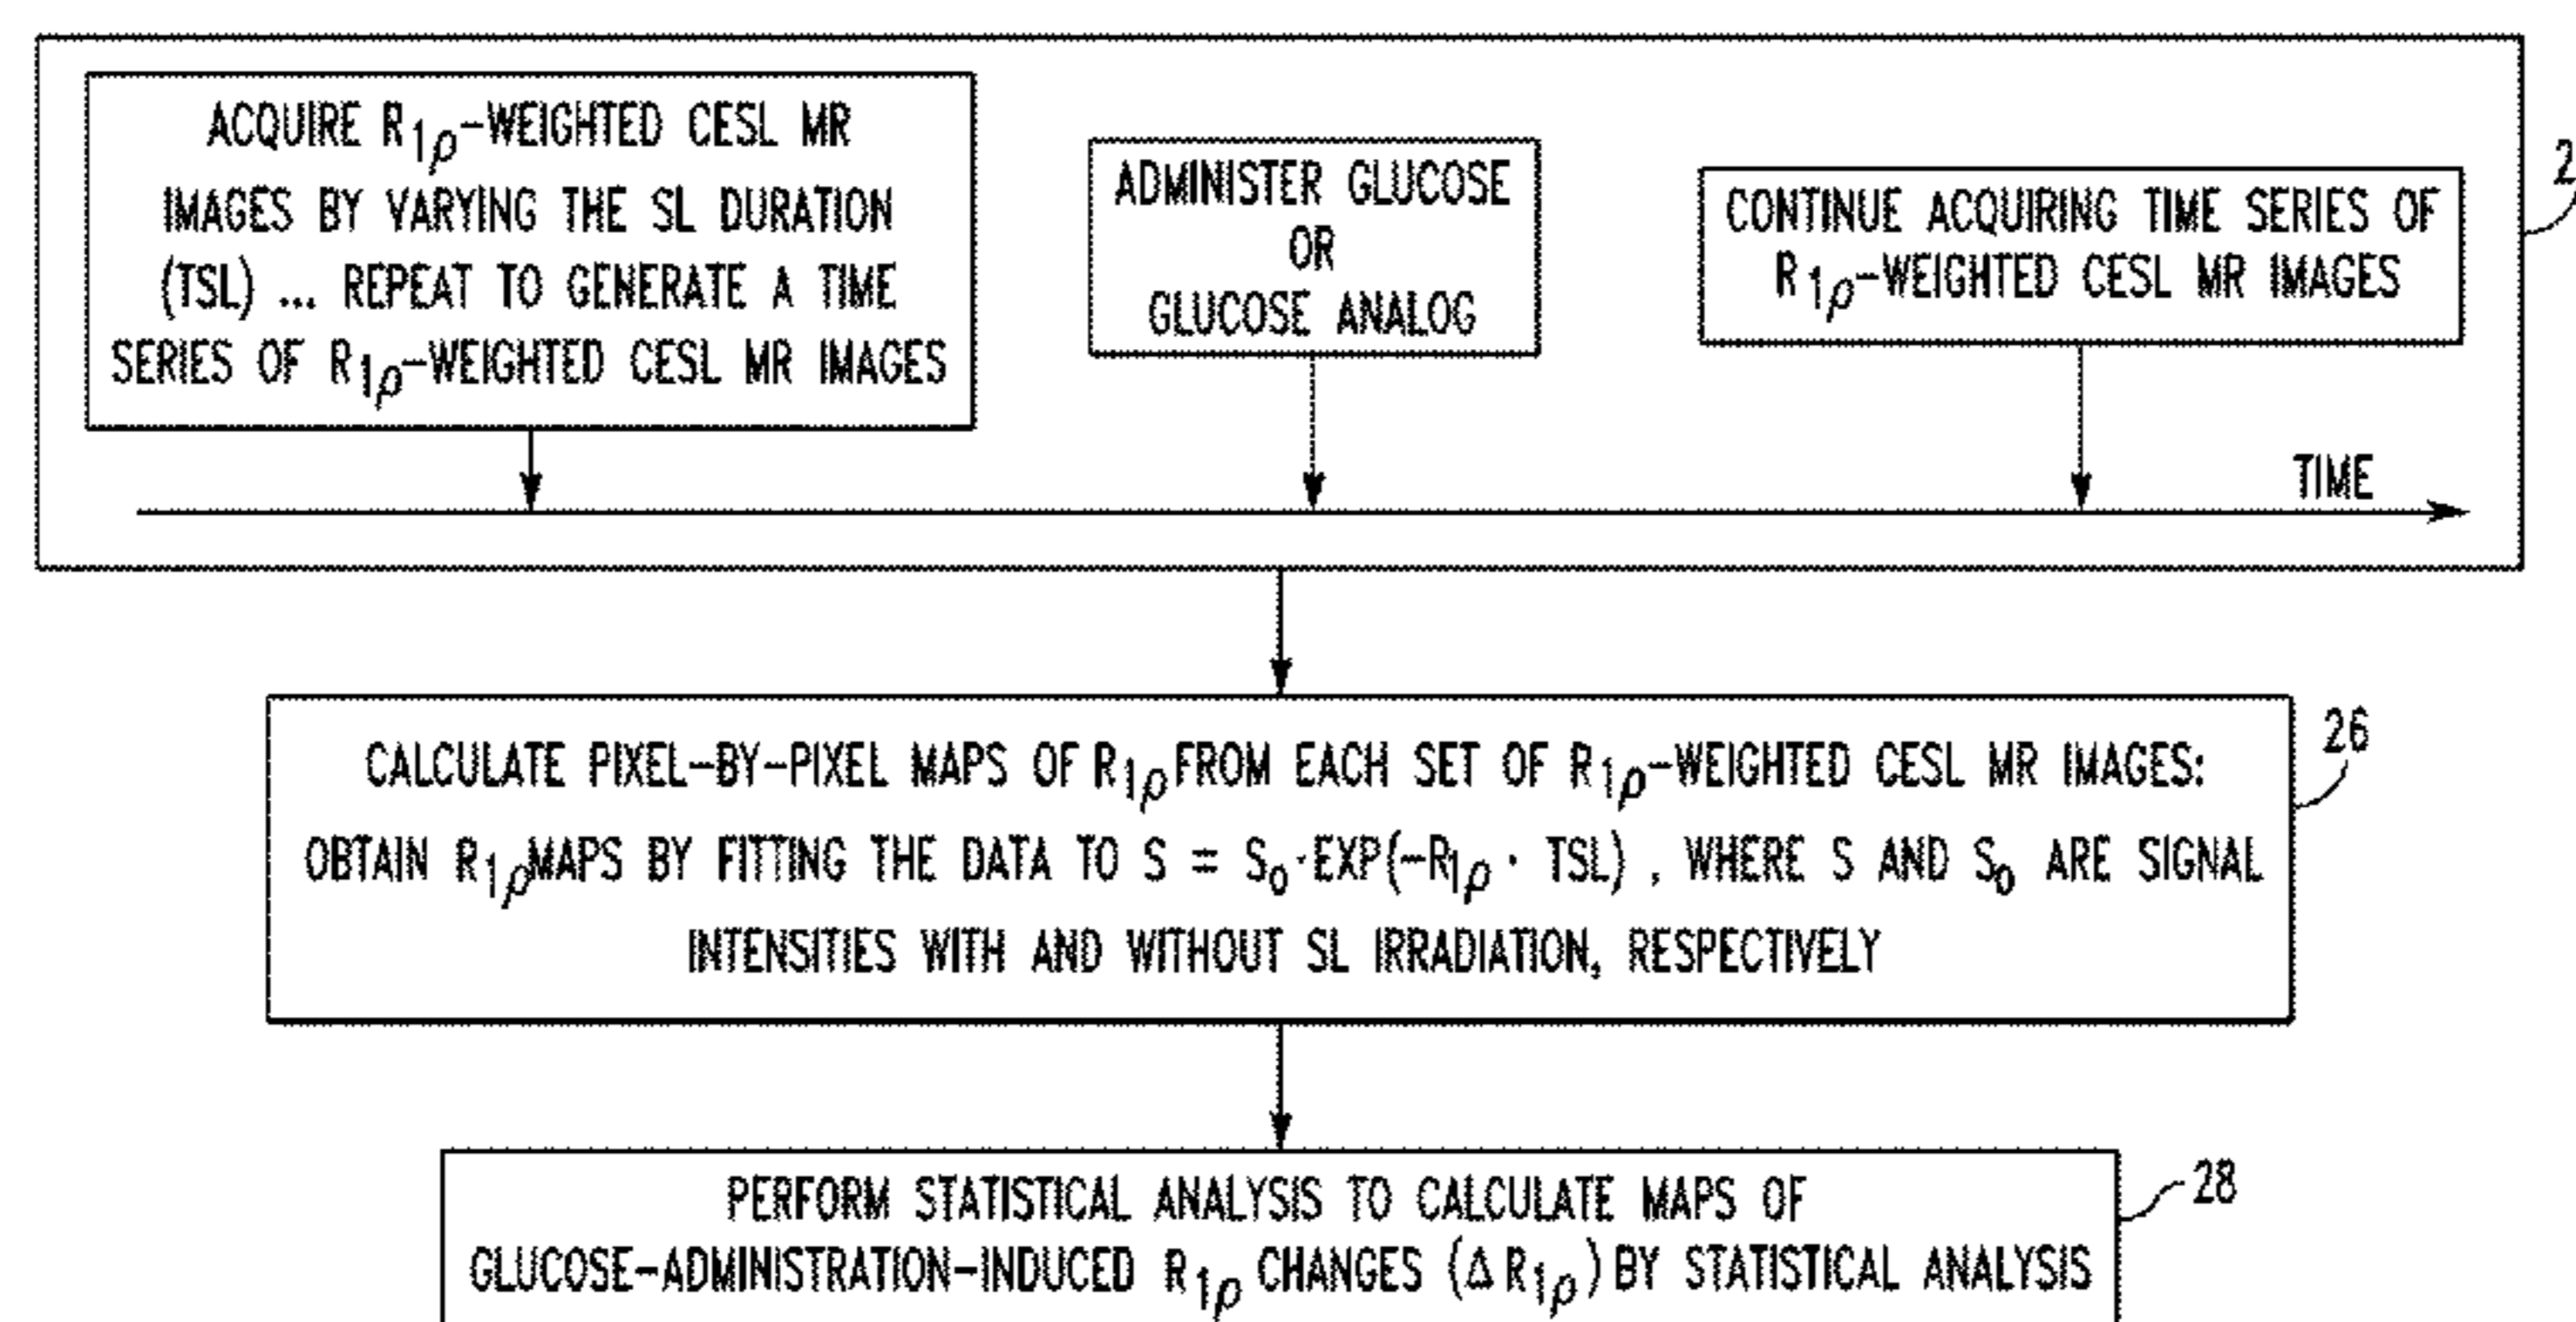 ACQUIRE R1ρ-WEIGHTED CESL MR
IMAGES BY VARYING THE SL DURATION
(TSL) ... REPEAT TO GENERATE A TIME
SERIES OF R1ρ-WEIGHTED CESL MR IMAGES
ADMINISTER GLUCOSE
OR
GLUCOSE ANALOG
CONTINUE ACQUIRING TIME SERIES OF
R1ρ-WEIGHTED CESL MR IMAGES
TIME
CALCULATE PIXEL-BY-PIXEL MAPS OF R1ρ FROM EACH SET OF R1ρ-WEIGHTED CESL MR IMAGES:
OBTAIN R1ρ MAPS BY FITTING THE DATA TO S = S0·EXP(-R1ρ · TSL) , WHERE S AND S0 ARE SIGNAL
INTENSITIES WITH AND WITHOUT SL IRRADIATION, RESPECTIVELY
26
PERFORM STATISTICAL ANALYSIS TO CALCULATE MAPS OF
GLUCOSE-ADMINISTRATION-INDUCED R1ρ CHANGES (Δ R1ρ) BY STATISTICAL ANALYSIS
28